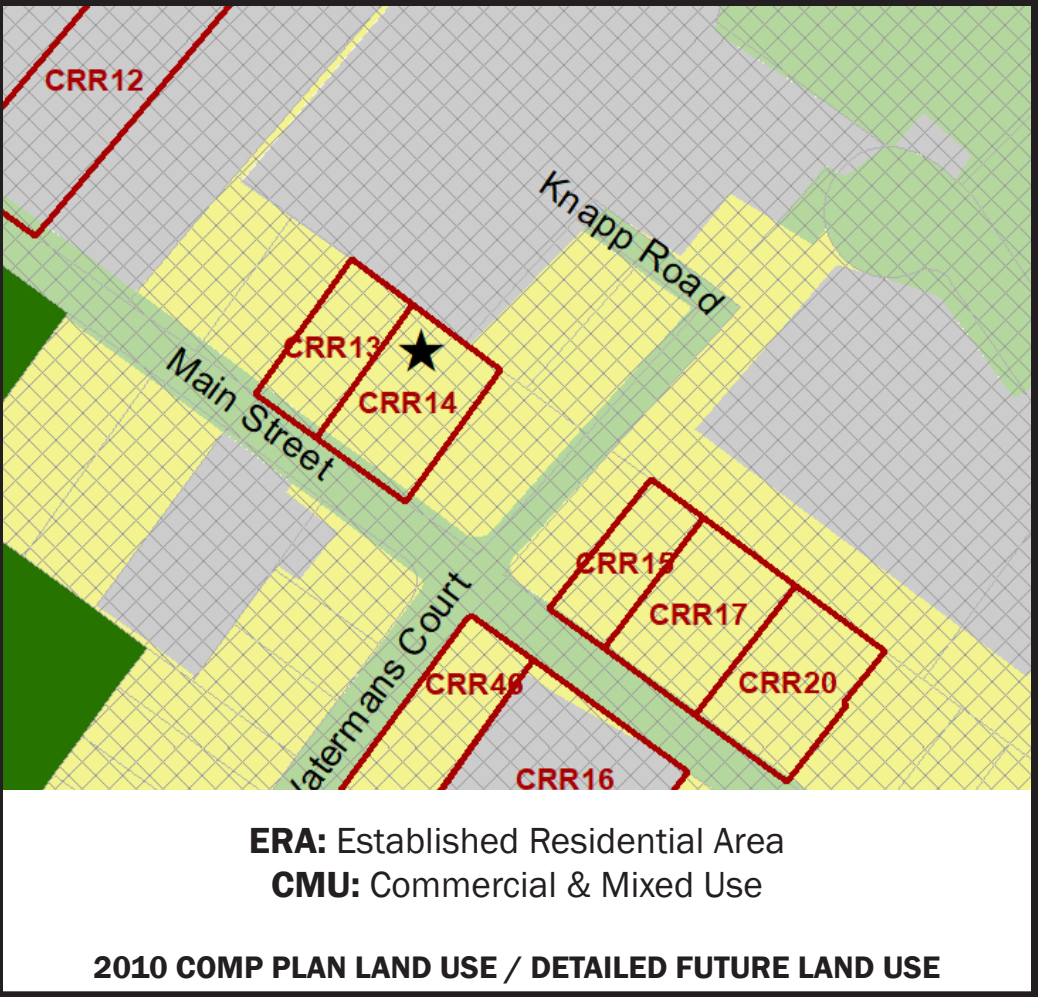 CRR12
Knapp Road
CRR13
CRR14
Main Street
CRR15
CRR17
CRR20
Court
CRR46
CRR16
ERA: Established Residential Area
CMU: Commercial & Mixed Use
2010 COMP PLAN LAND USE / DETAILED FUTURE LAND USE